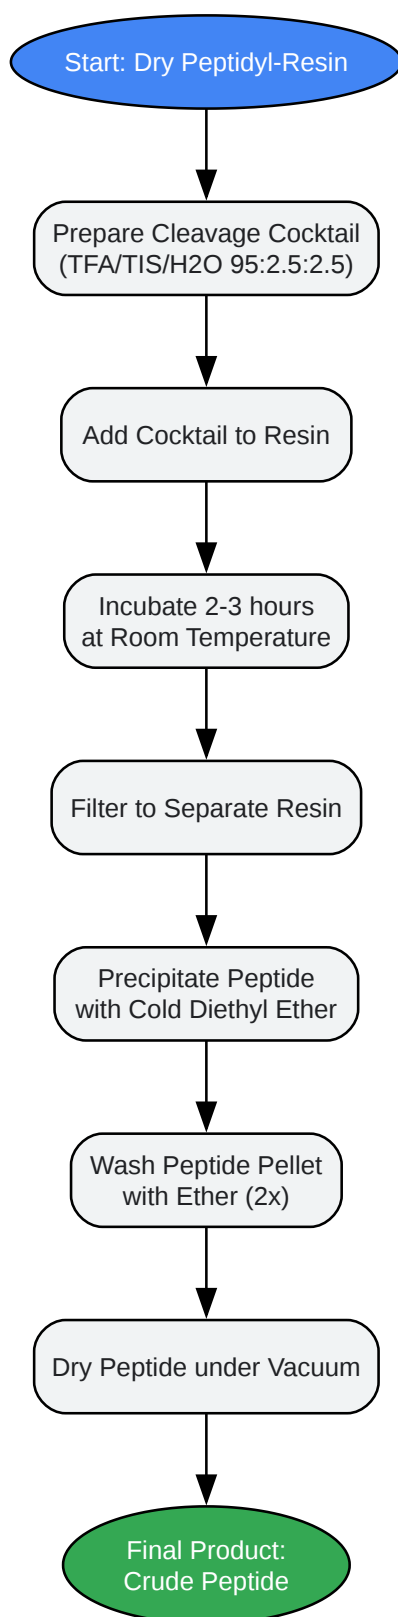 Start: Dry Peptidyl-Resin
Prepare Cleavage Cocktail
(TFA/TIS/H2O 95:2.5:2.5)
Add Cocktail to Resin
Incubate 2-3 hours
at Room Temperature
Filter to Separate Resin
Precipitate Peptide
with Cold Diethyl Ether
Wash Peptide Pellet
with Ether (2x)
Dry Peptide under Vacuum
Final Product:
Crude Peptide